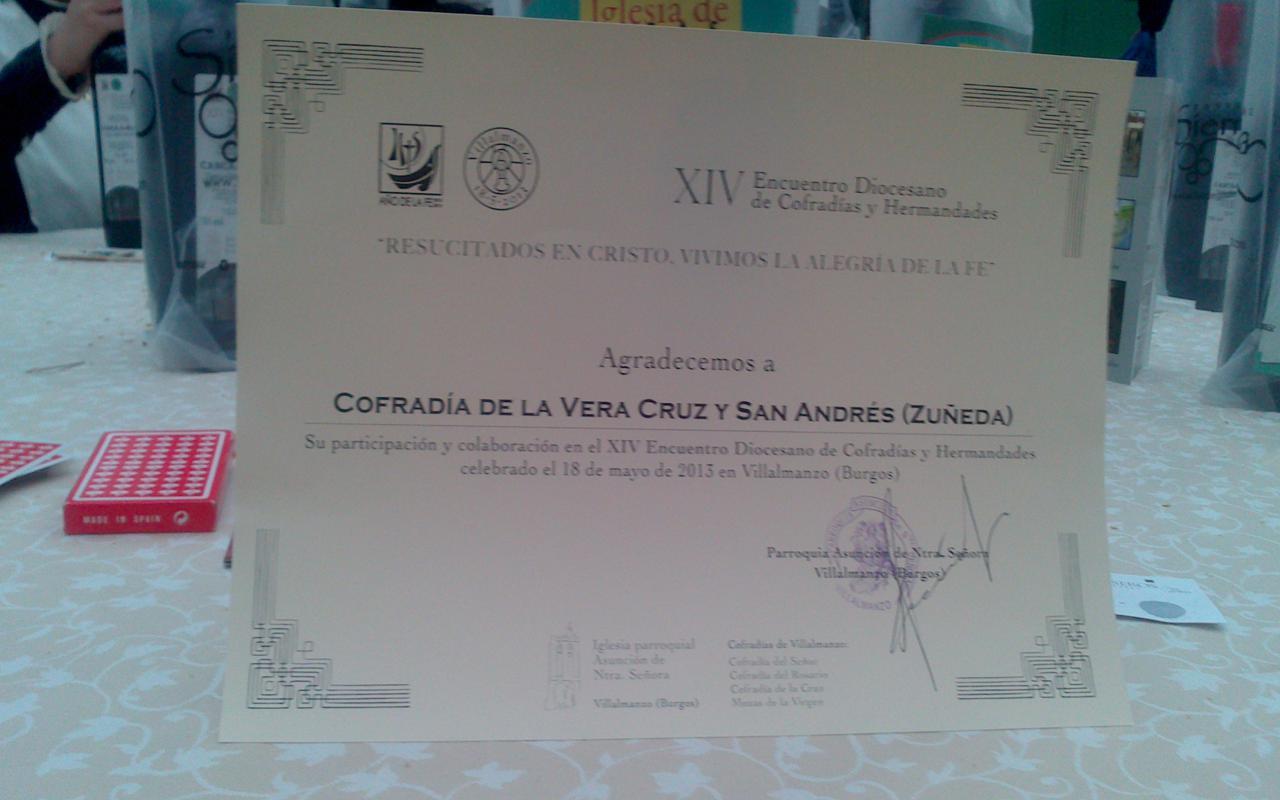 Iglesia de
AÑO DE LA FE
Villalmanzo
XIV Encuentro Diocesano
de Cofradías y Hermandades
"RESUCITADOS EN CRISTO, VIVIMOS LA ALEGRÍA DE LA FE"
Agradecemos a
COFRADÍA DE LA VERA CRUZ Y SAN ANDRÉS (ZUÑEDA)
Su participación y colaboración en el XIV Encuentro Diocesano de Cofradías y Hermandades
celebrado el 18 de mayo de 2013 en Villalmanzo (Burgos)
Parroquia Asunción de Ntra. Señora
Villalmanzo (Burgos)
VILLALMANZO
Iglesia parroquial
Asunción de
Ntra. Señora
Villalmanzo (Burgos)
Cofradías de Villalmanzo:
Cofradía del Señor
Cofradía del Rosario
Cofradía de la Cruz
Mozas de la Virgen
MADE IN SPAIN